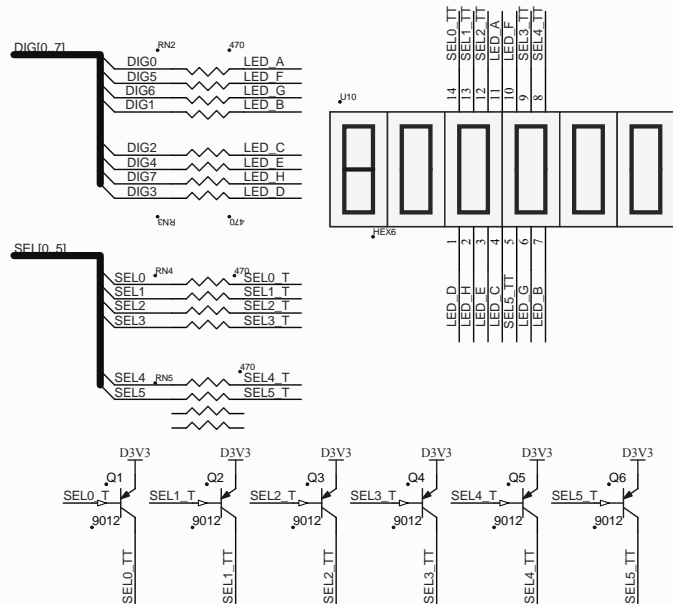 DIG[0..7]
RN2
470
DIG0
LED_A
DIG5
LED_F
DIG6
LED_G
DIG1
LED_B
DIG2
LED_C
DIG4
LED_E
DIG7
LED_H
DIG3
LED_D
RN3
470
SEL0_TT
SEL1_TT
SEL2_TT
LED_A
LED_F
SEL3_TT
SEL4_TT
14
13
12
11
10
9
8
U10
HEX6
1
2
3
4
5
6
7
LED_D
LED_H
LED_E
LED_C
SEL5_TT
LED_G
LED_B
SEL[0..5]
RN4
470
SEL0
SEL0_T
SEL1
SEL1_T
SEL2
SEL2_T
SEL3
SEL3_T
470
SEL4
RN5
SEL4_T
SEL5
SEL5_T
D3V3
D3V3
D3V3
D3V3
D3V3
D3V3
Q1
Q2
Q3
Q4
Q5
Q6
SEL0_T
SEL1_T
SEL2_T
SEL3_T
SEL4_T
SEL5_T
9012
9012
9012
9012
9012
9012
SEL0_TT
SEL1_TT
SEL2_TT
SEL3_TT
SEL4_TT
SEL5_TT